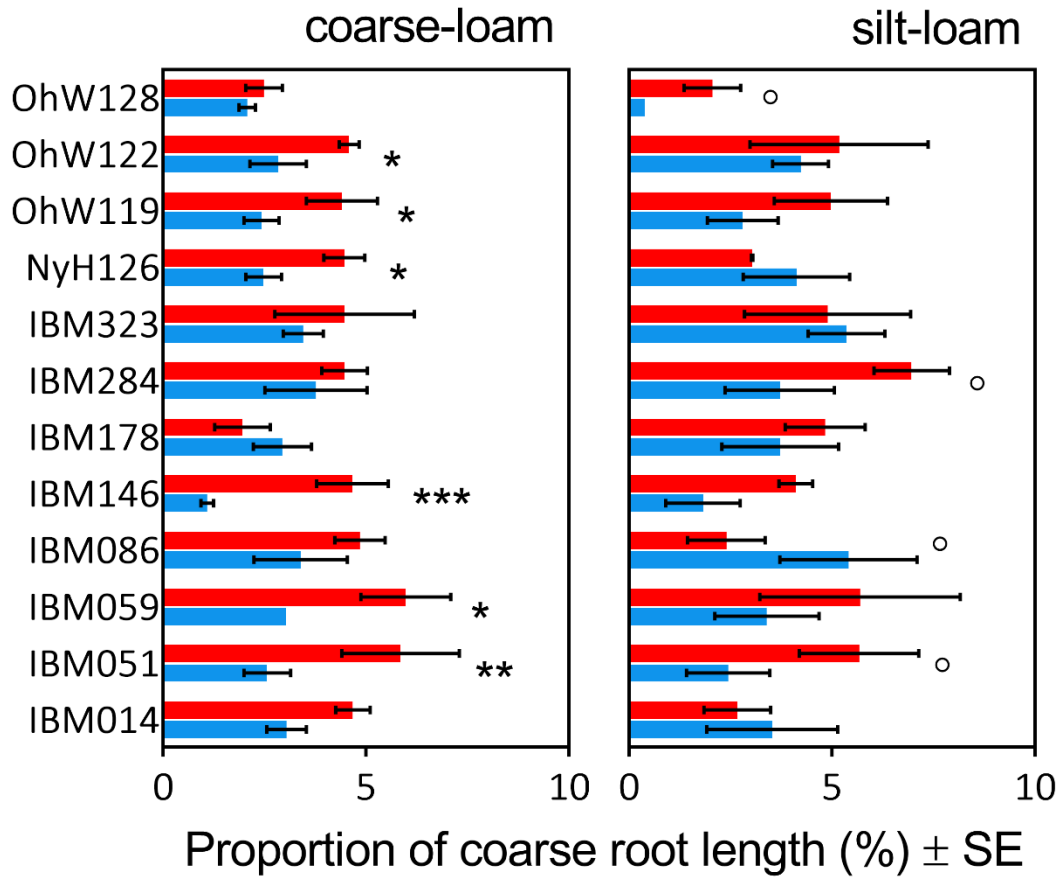 coarse-loam silt-loam
OhW128
OhW122 *
OhW119 *
NyH126 *
IBM323
IBM284
IBM178
IBM146 ***
IBM086
IBM059 *
IBM051 **
IBM014
0 5 10 0 5 10
Proportion of coarse root length (%) ± SE